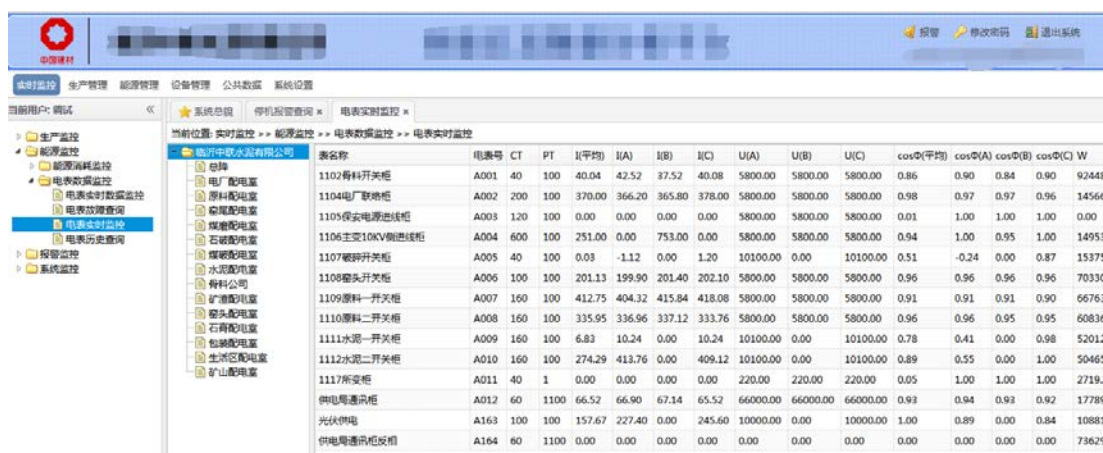 中国建材
报警 修改密码 退出系统
实时监控 生产管理 能源管理 设备管理 公共数据 系统设置
当前用户: 调试
系统总貌 停机报警查询 电表实时监控
当前位置: 实时监控 >> 能源监控 >> 电表数据监控 >> 电表实时监控
生产监控
能源监控
能源消耗监控
电表数据监控
电表实时数据监控
电表故障查询
电表实时监控
电表历史查询
报警监控
系统监控
临沂中联水泥有限公司
总降
电厂配电室
原料配电室
窑尾配电室
煤磨配电室
石破配电室
煤破配电室
水泥配电室
骨料公司
矿渣配电室
窑头配电室
石膏配电室
包装配电室
生活区配电室
矿山配电室
表名称 电表号 CT PT I(平均) I(A) I(B) I(C) U(A) U(B) U(C) cosΦ(平均) cosΦ(A) cosΦ(B) cosΦ(C) W
1102骨料开关柜 A001 40 100 40.04 42.52 37.52 40.08 5800.00 5800.00 5800.00 0.86 0.90 0.84 0.90 92448
1104电厂联络柜 A002 200 100 370.00 366.20 365.80 378.00 5800.00 5800.00 5800.00 0.98 0.97 0.97 0.96 14566
1105保安电源进线柜 A003 120 100 0.00 0.00 0.00 0.00 5800.00 5800.00 5800.00 0.01 1.00 1.00 1.00 0.00
1106主变10KV侧进线柜 A004 600 100 251.00 0.00 753.00 0.00 5800.00 5800.00 5800.00 0.94 1.00 0.95 1.00 14953
1107破碎开关柜 A005 40 100 0.03 -1.12 0.00 1.20 10100.00 0.00 10100.00 0.51 -0.24 0.00 0.87 15375
1108窑头开关柜 A006 100 100 201.13 199.90 201.40 202.10 5800.00 5800.00 5800.00 0.96 0.96 0.96 0.96 70330
1109原料一开关柜 A007 160 100 412.75 404.32 415.84 418.08 5800.00 5800.00 5800.00 0.91 0.91 0.91 0.90 66763
1110原料二开关柜 A008 160 100 335.95 336.96 337.12 333.76 5800.00 5800.00 5800.00 0.96 0.96 0.95 0.95 60836
1111水泥一开关柜 A009 160 100 6.83 10.24 0.00 10.24 10100.00 0.00 10100.00 0.78 0.41 0.00 0.98 52012
1112水泥二开关柜 A010 160 100 274.29 413.76 0.00 409.12 10100.00 0.00 10100.00 0.89 0.55 0.00 1.00 50465
1117所变柜 A011 40 1 0.00 0.00 0.00 0.00 220.00 220.00 220.00 0.05 1.00 1.00 1.00 2719.
供电局通讯柜 A012 60 1100 66.52 66.90 67.14 65.52 66000.00 66000.00 66000.00 0.93 0.94 0.93 0.92 17789
光伏供电 A163 100 100 157.67 227.40 0.00 245.60 10000.00 0.00 10000.00 1.00 0.89 0.00 0.84 10881
供电局通讯柜反相 A164 60 1100 0.00 0.00 0.00 0.00 0.00 0.00 0.00 0.00 0.00 0.00 0.00 73629